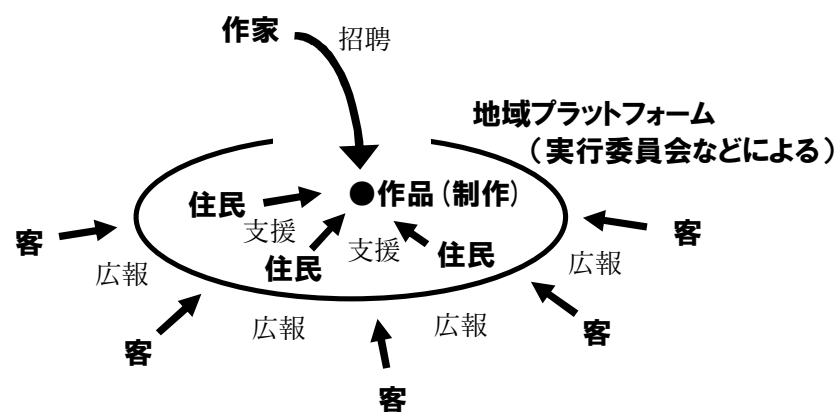 作家
招聘
地域プラットフォーム
（実行委員会などによる）
●作品（制作）
住民
支援
客
広報
住民
支援
住民
客
広報
客
広報
広報
客
客